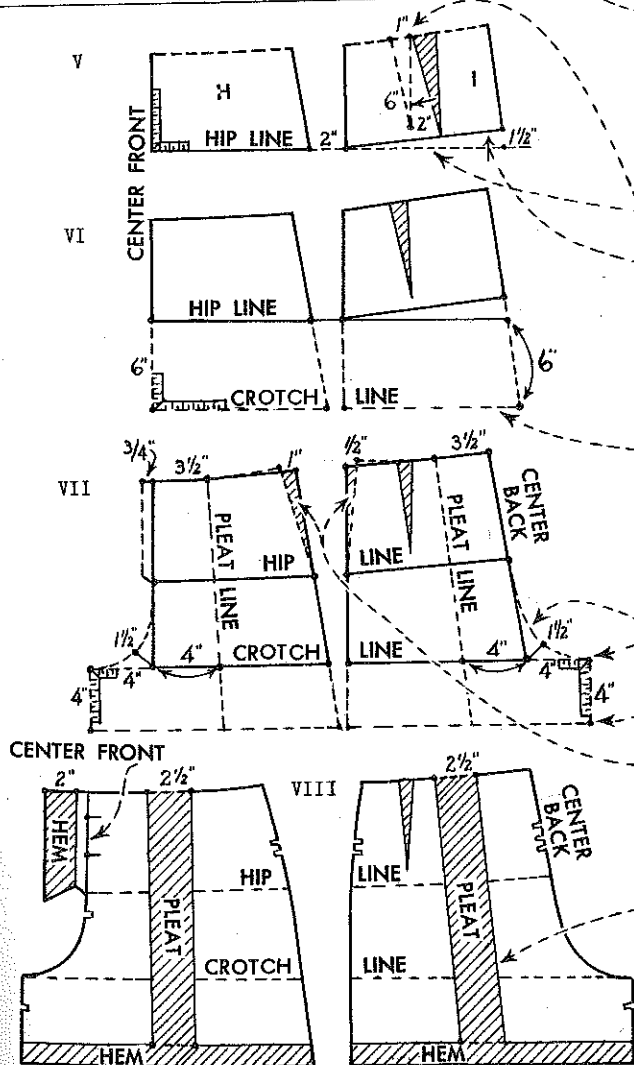 V
1"
H
I
6"
2"
CENTER FRONT
HIP LINE
2"
1½"
VI
HIP LINE
6"
6"
CROTCH LINE
3/4"
3½"
1"
½"
3½"
VII
PLEAT LINE
PLEAT LINE
CENTER BACK
HIP LINE
1½"
1½"
4"
CROTCH LINE
4"
4"
4"
4"
4"
CENTER FRONT
2"
2½"
VIII
2½"
HEM
CENTER BACK
HIP LINE
PLEAT
PLEAT
CROTCH LINE
HEM
HEM